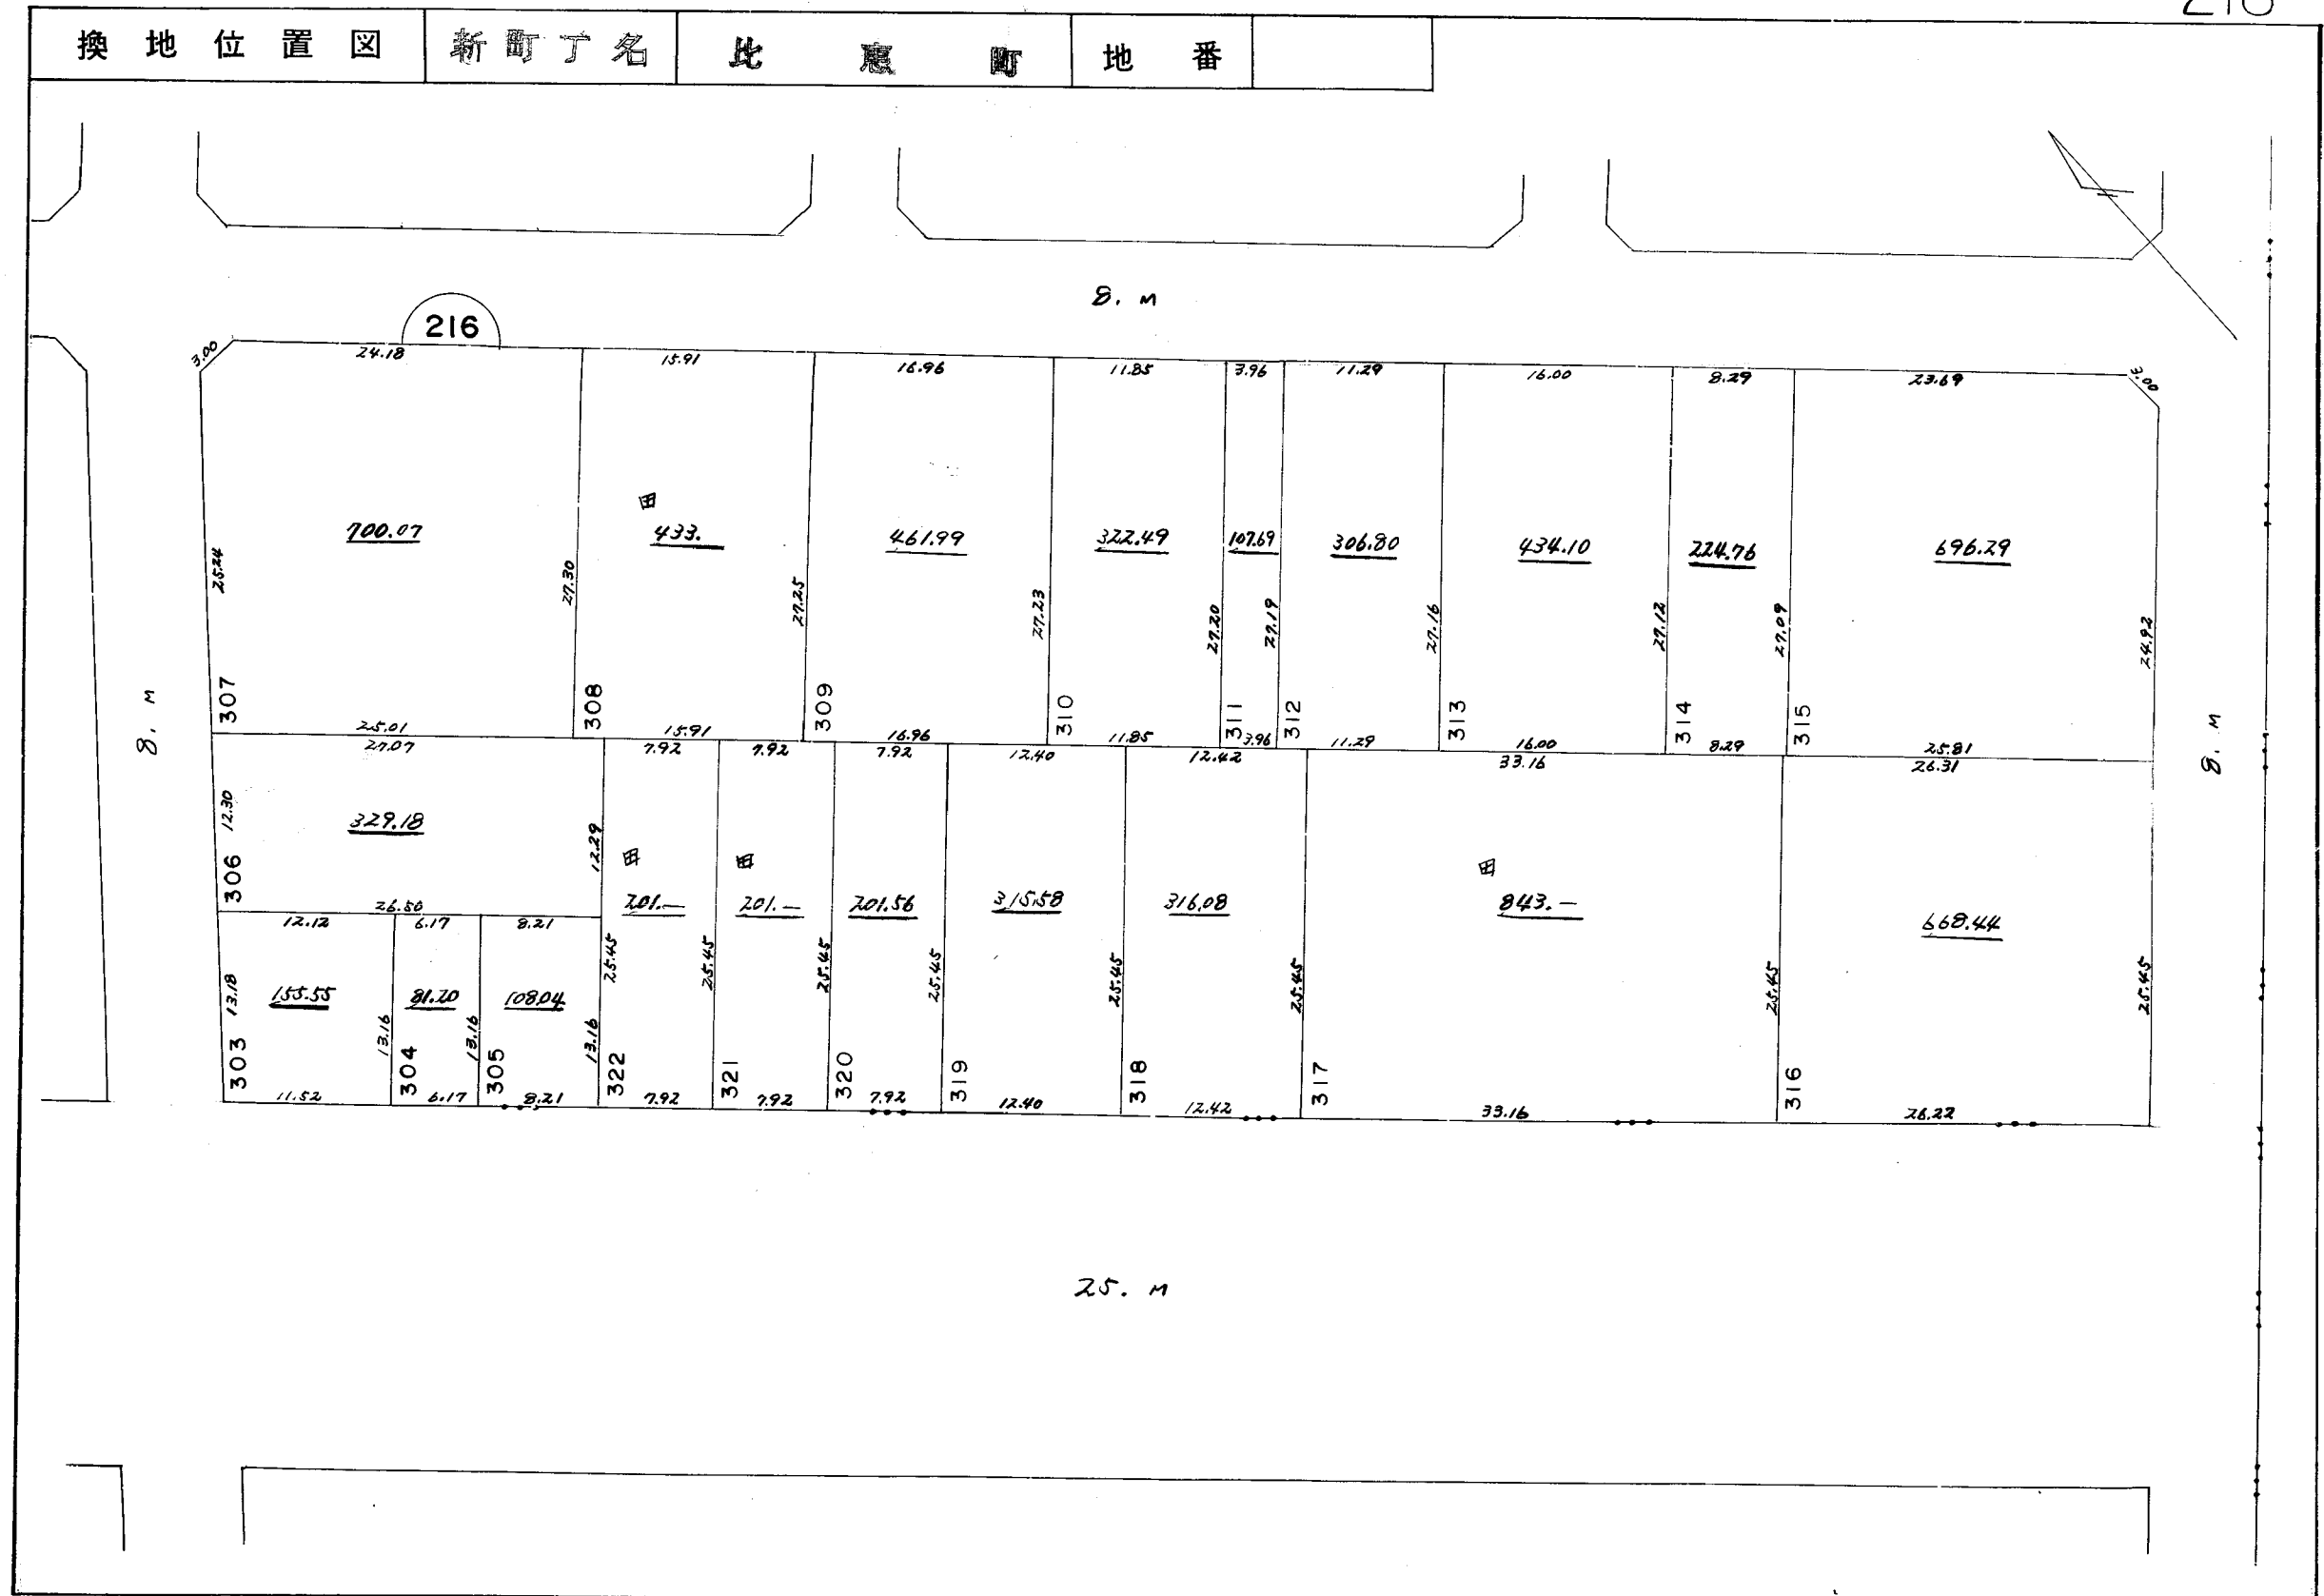 216
換地位置図 新町丁名 比恵町 地番
8. M
216
3.00 24.18 15.91 16.96 11.85 3.96 11.29 16.00 8.29 23.69 3.00
田 田 田 田
700.07 433. 461.99 322.49 107.69 306.80 434.10 224.76 696.29
25.24 27.30 27.25 27.23 27.20 27.19 27.16 27.12 27.09 24.92
307 308 309 310 311 312 313 314 315
8. M
8. M
25.01 15.91 16.96 11.85 3.96 11.29 16.00 8.29 25.81
27.07 7.92 7.92 7.92 12.40 12.42 33.16 26.31
12.30 329.18 12.29
306
26.50
201.— 201.— 201.56 315.58 316.08 843.— 668.44
12.12 6.17 8.21
25.45 25.45 25.45 25.45 25.45 25.45 25.45 25.45
13.18 155.55 81.20 108.04
13.16 13.16 13.16
303 304 305 322 321 320 319 318 317 316
11.52 6.17 8.21 7.92 7.92 7.92 12.40 12.42 33.16 26.22
25. M